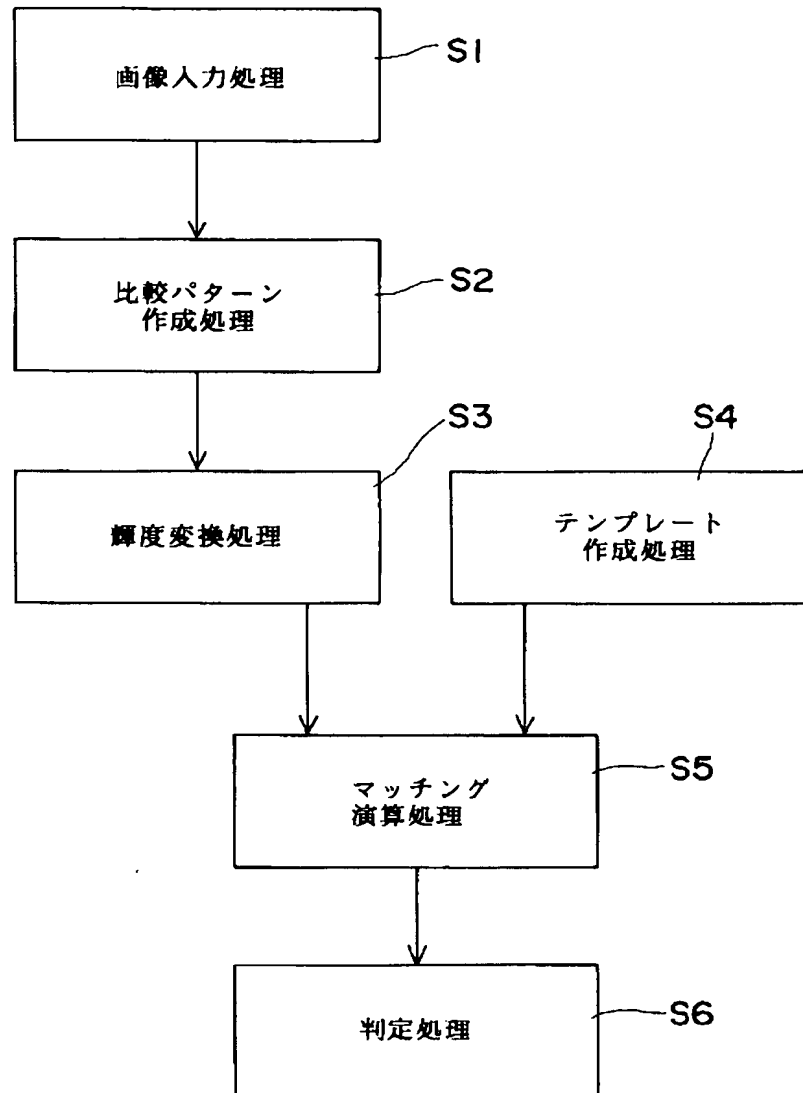 画像入力処理
S1
比較パターン
作成処理
S2
輝度変換処理
S3
テンプレート
作成処理
S4
マッチング
演算処理
S5
判定処理
S6